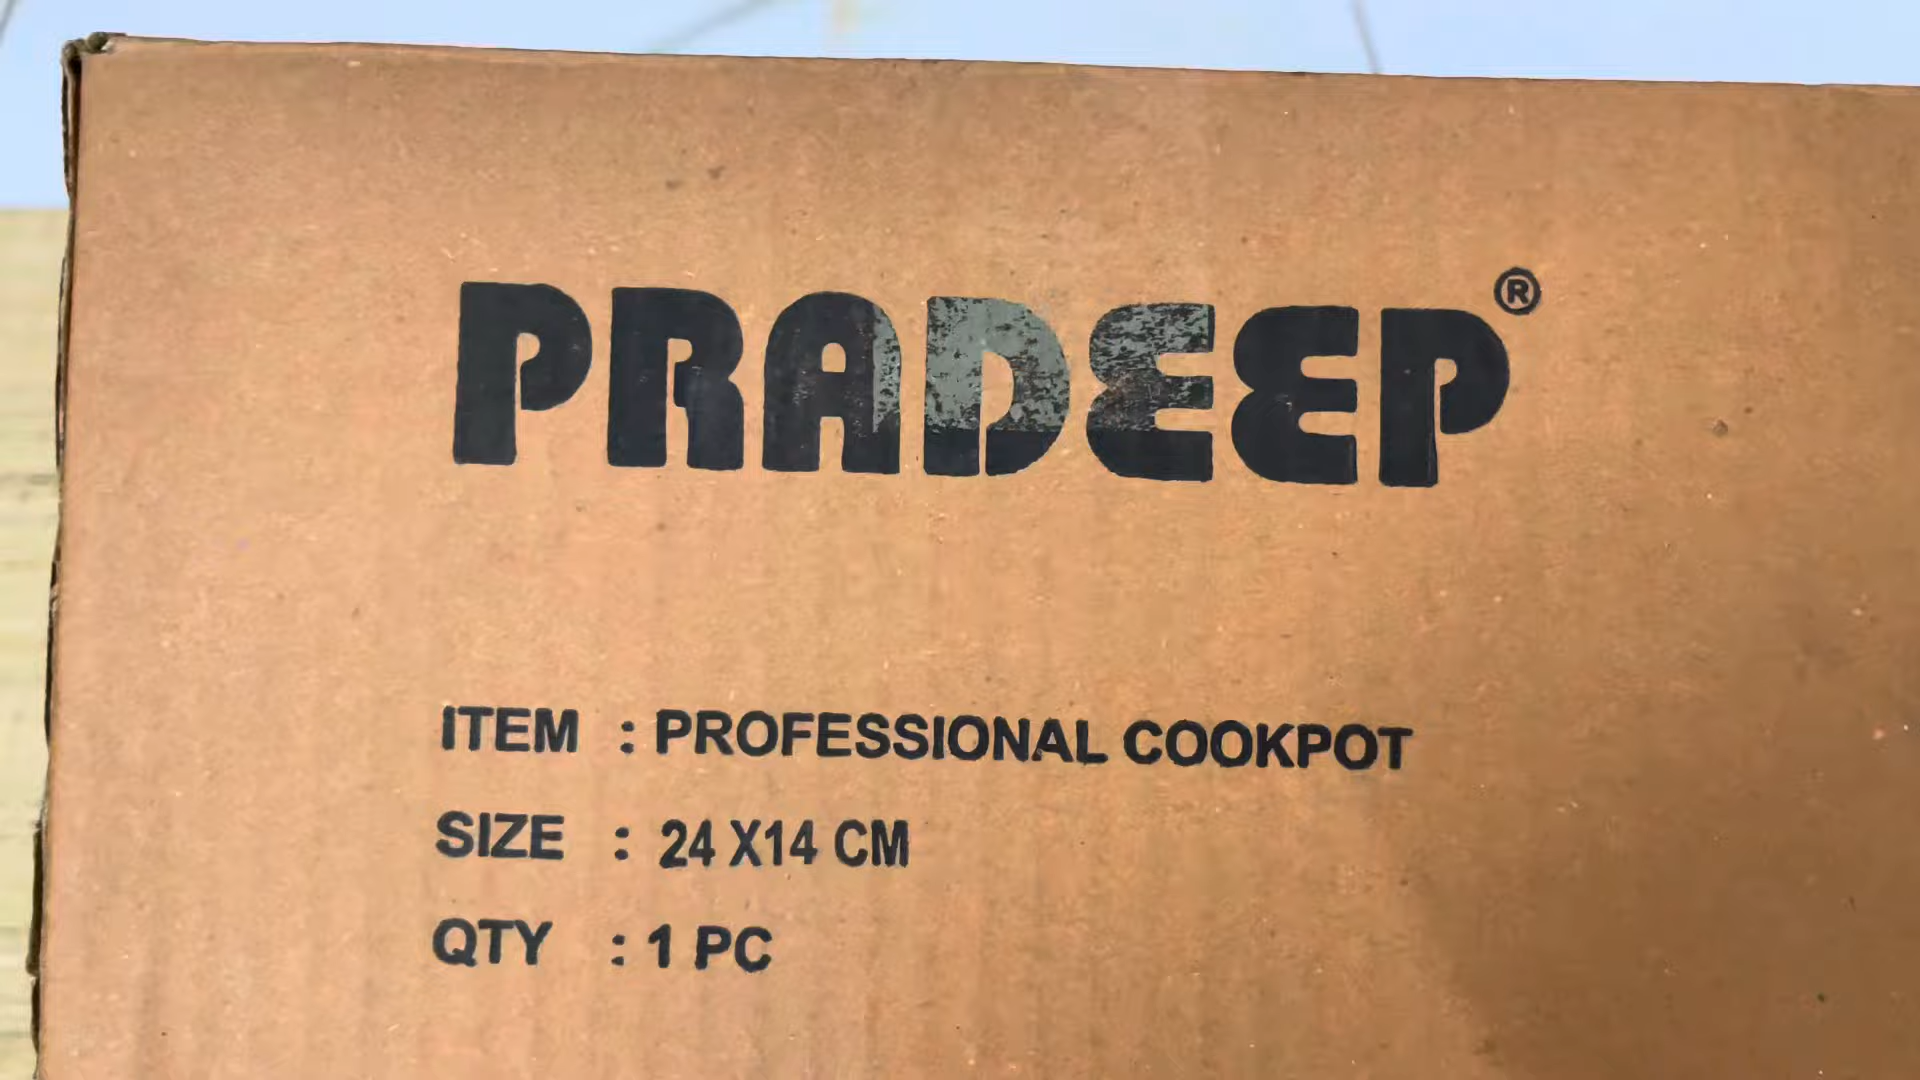 PRADEEP®
ITEM : PROFESSIONAL COOKPOT
SIZE : 24 X14 CM
QTY : 1 PC